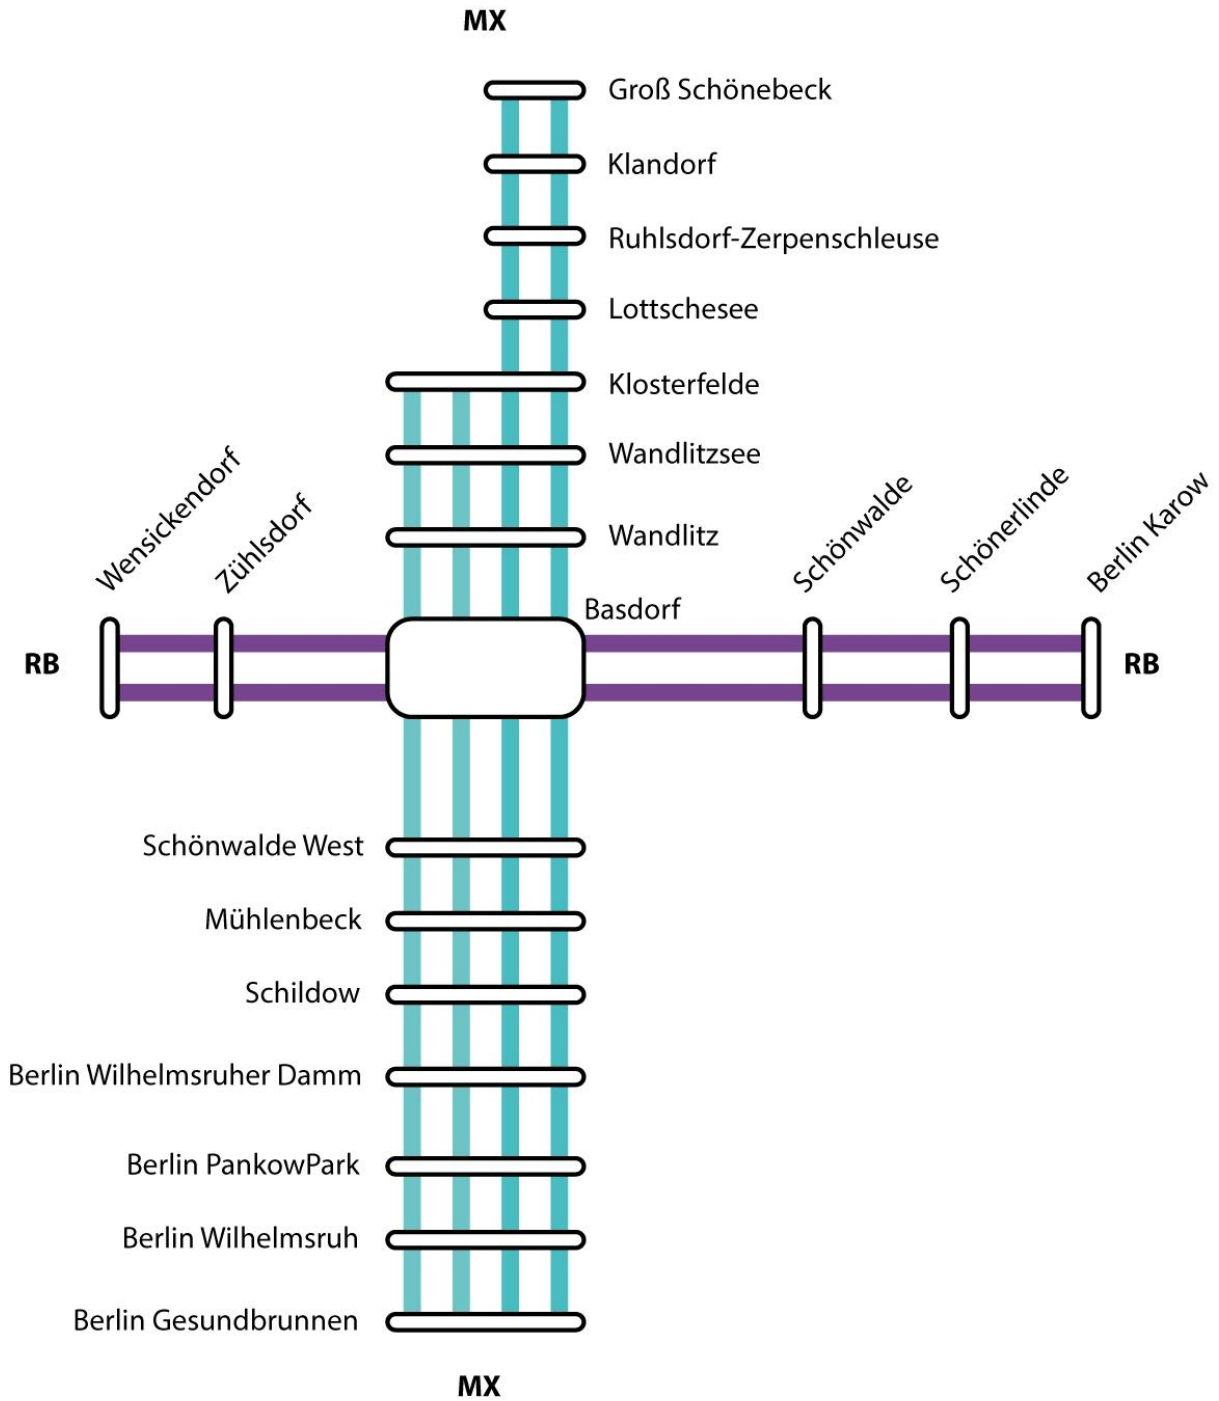 MX
Groß Schönebeck
Klandorf
Ruhlsdorf-Zerpenschleuse
Lottschesee
Klosterfelde
Wandlitzsee
Wandlitz
Wensickendorf
Zühlsdorf
Basdorf
Schönwalde
Schönerlinde
Berlin Karow
RB
RB
Schönwalde West
Mühlenbeck
Schildow
Berlin Wilhelmsruher Damm
Berlin PankowPark
Berlin Wilhelmsruh
Berlin Gesundbrunnen
MX